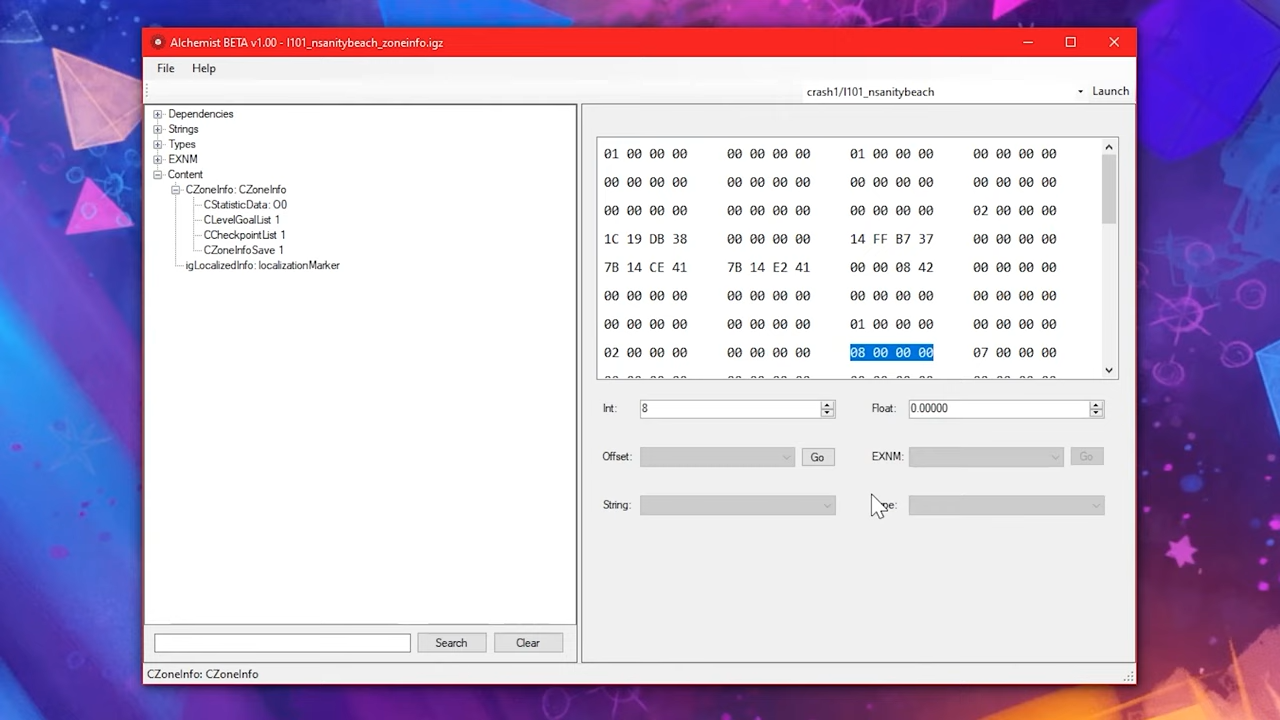 Alchemist BETA v1.00 - l101_nsanitybeach_zoneinfo.igz
File Help
crash1/l101_nsanitybeach Launch
Dependencies
Strings
Types
EXNM
Content
CZoneInfo: CZoneInfo
CStatisticData: O0
CLevelGoalList 1
CCheckpointList 1
CZoneInfoSave 1
igLocalizedInfo: localizationMarker
01 00 00 00 00 00 00 00 01 00 00 00 00 00 00 00
00 00 00 00 00 00 00 00 00 00 00 00 00 00 00 00
00 00 00 00 00 00 00 00 00 00 00 00 02 00 00 00
1C 19 DB 38 00 00 00 00 14 FF B7 37 00 00 00 00
7B 14 CE 41 7B 14 E2 41 00 00 08 42 00 00 00 00
00 00 00 00 00 00 00 00 00 00 00 00 00 00 00 00
00 00 00 00 00 00 00 00 01 00 00 00 00 00 00 00
02 00 00 00 00 00 00 00 08 00 00 00 07 00 00 00
Int: 8 Float: 0.00000
Offset: Go EXNM: Go
String:
Search Clear
CZoneInfo: CZoneInfo